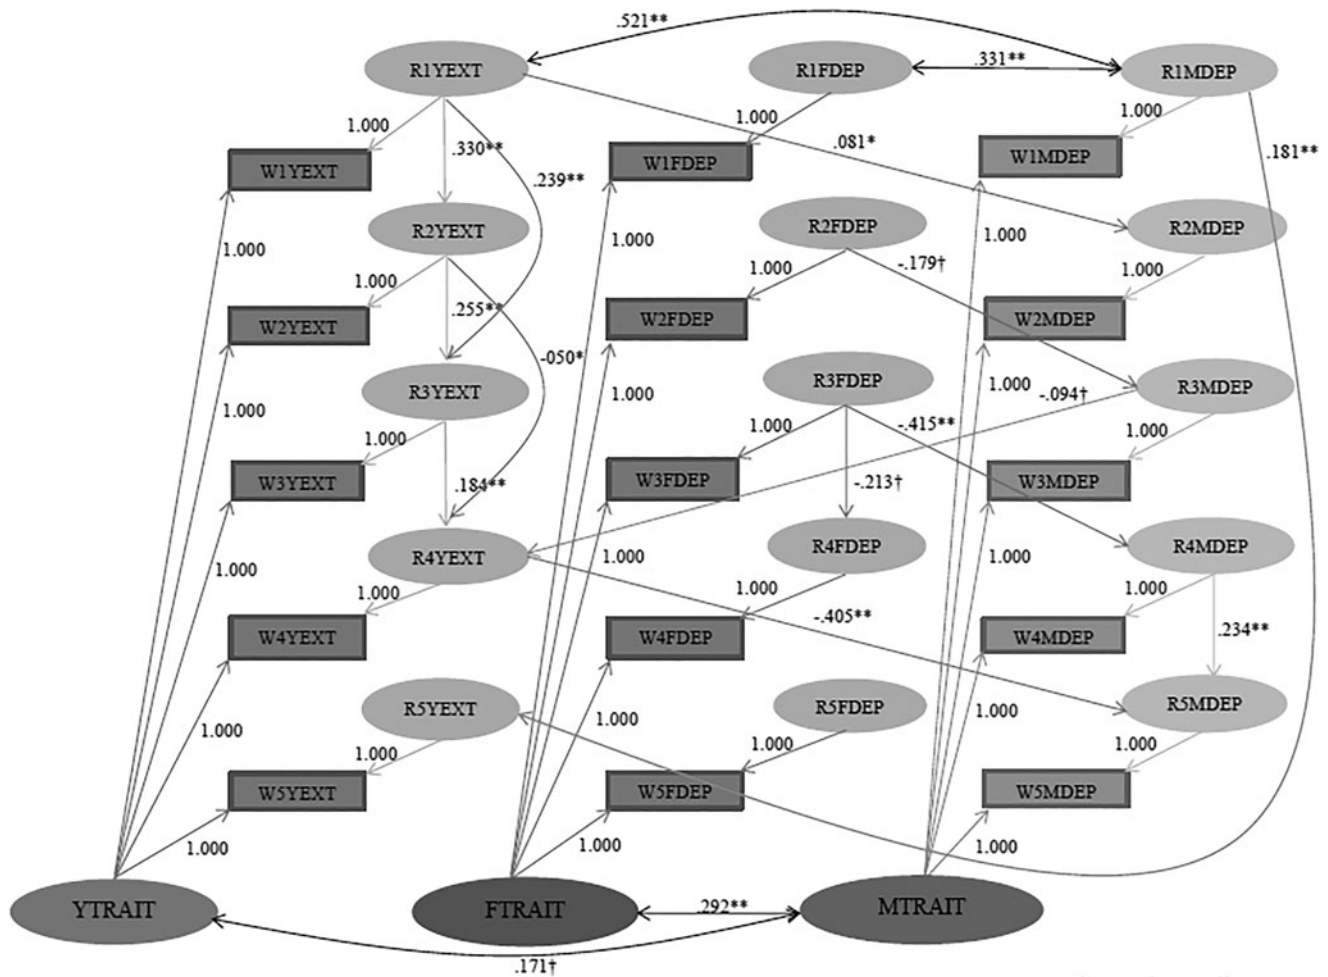 .521**
R1YEXT R1FDEP .331** R1MDEP
1.000 1.000 1.000
.330** .081* .181**
W1YEXT W1FDEP W1MDEP
.239**
R2YEXT R2FDEP R2MDEP
1.000 1.000 1.000
-.179†
1.000 1.000 1.000
.255**
W2YEXT W2FDEP W2MDEP
-.050*
R3YEXT R3FDEP R3MDEP
1.000 1.000 1.000 -.094†
1.000 1.000 -.415** 1.000
W3YEXT W3FDEP W3MDEP
.184** -.213†
R4YEXT R4FDEP R4MDEP
1.000 1.000 1.000
1.000 1.000 1.000
-.405** .234**
W4YEXT W4FDEP W4MDEP
R5YEXT R5FDEP R5MDEP
1.000 1.000 1.000
1.000 1.000 1.000
W5YEXT W5FDEP W5MDEP
1.000 1.000 1.000
YTRAIT FTRAIT .292** MTRAIT
.171†